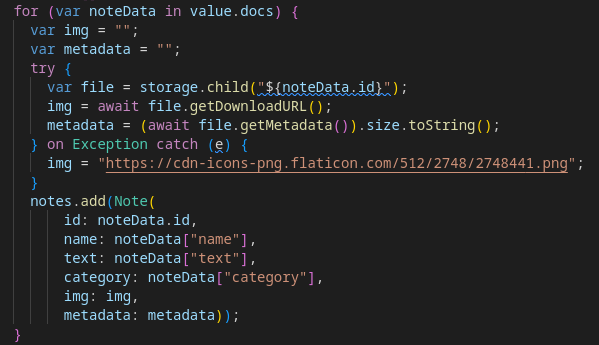 for (var noteData in value.docs) {
  var img = "";
  var metadata = "";
  try {
    var file = storage.child("${noteData.id}");
    img = await file.getDownloadURL();
    metadata = (await file.getMetadata()).size.toString();
  } on Exception catch (e) {
    img = "https://cdn-icons-png.flaticon.com/512/2748/2748441.png";
  }
  notes.add(Note(
      id: noteData.id,
      name: noteData["name"],
      text: noteData["text"],
      category: noteData["category"],
      img: img,
      metadata: metadata));
}